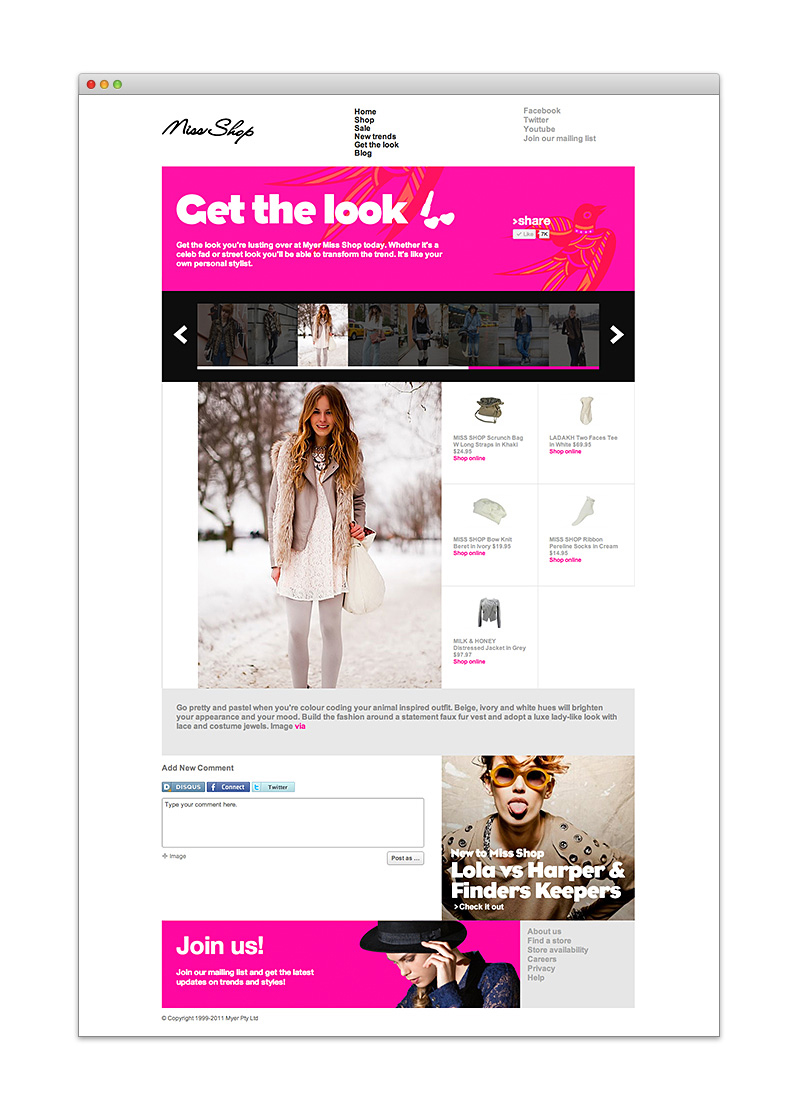 Miss Shop
Home
Shop
Sale
New trends
Get the look
Blog
Facebook
Twitter
Youtube
Join our mailing list
Get the look
Get the look you're lusting over at Myer Miss Shop today. Whether it's a
celeb fad or street look you'll be able to transform the trend. It's like your
own personal stylist.
>share
Like
7K
MISS SHOP Scrunch Bag
W Long Straps in Khaki
$24.95
Shop online
LADAKH Two Faces Tee
in White $69.95
Shop online
MISS SHOP Bow Knit
Beret in Ivory $19.95
Shop online
MISS SHOP Ribbon
Pereline Socks in Cream
$14.95
Shop online
MILK & HONEY
Distressed Jacket in Grey
$97.97
Shop online
Go pretty and pastel when you're colour coding your animal inspired outfit. Beige, ivory and white hues will brighten
your appearance and your mood. Build the fashion around a statement faux fur vest and adopt a luxe lady-like look with
lace and costume jewels. Image via
Add New Comment
D DISQUS
f Connect
t Twitter
Type your comment here.
Image
Post as ...
New to Miss Shop
Lola vs Harper &
Finders Keepers
> Check it out
Join us!
Join our mailing list and get the latest
updates on trends and styles!
About us
Find a store
Store availability
Careers
Privacy
Help
© Copyright 1999-2011 Myer Pty Ltd